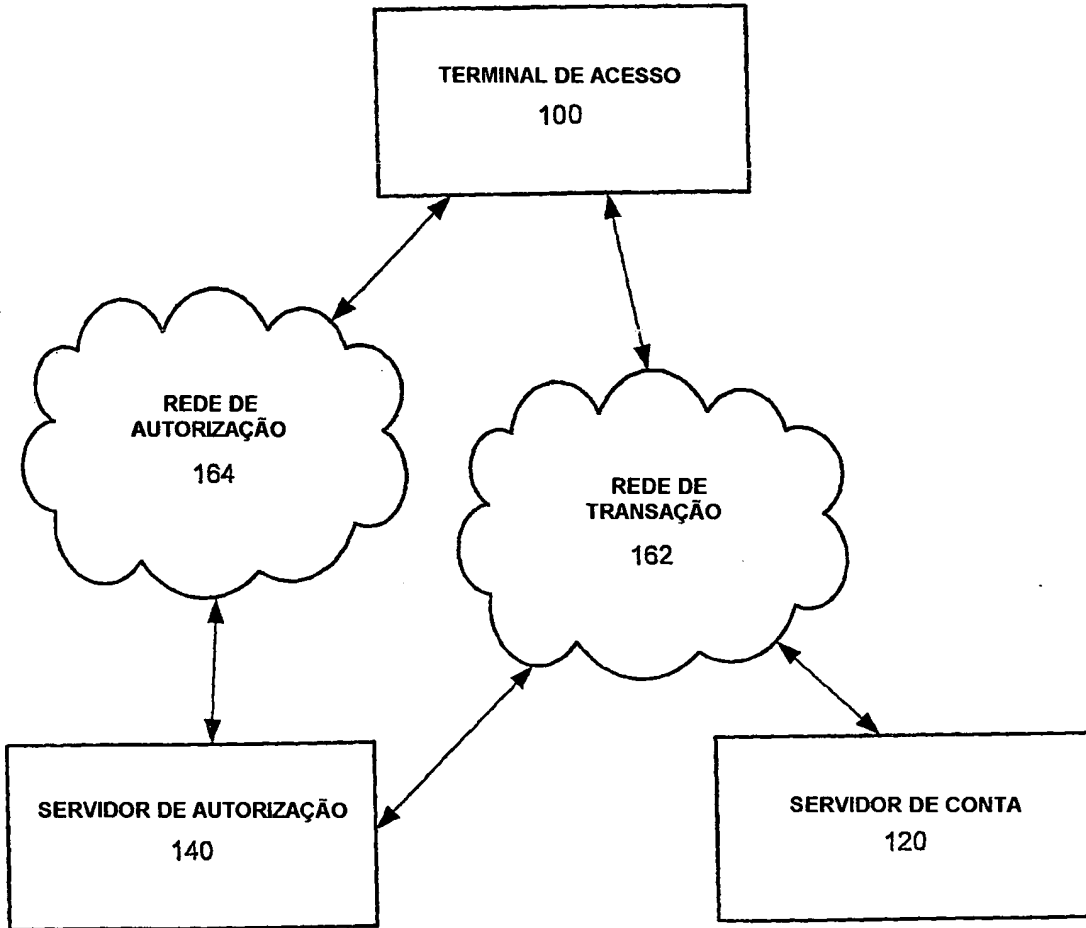 TERMINAL DE ACESSO
100
REDE DE
AUTORIZAÇÃO
164
REDE DE
TRANSAÇÃO
162
SERVIDOR DE AUTORIZAÇÃO
140
SERVIDOR DE CONTA
120